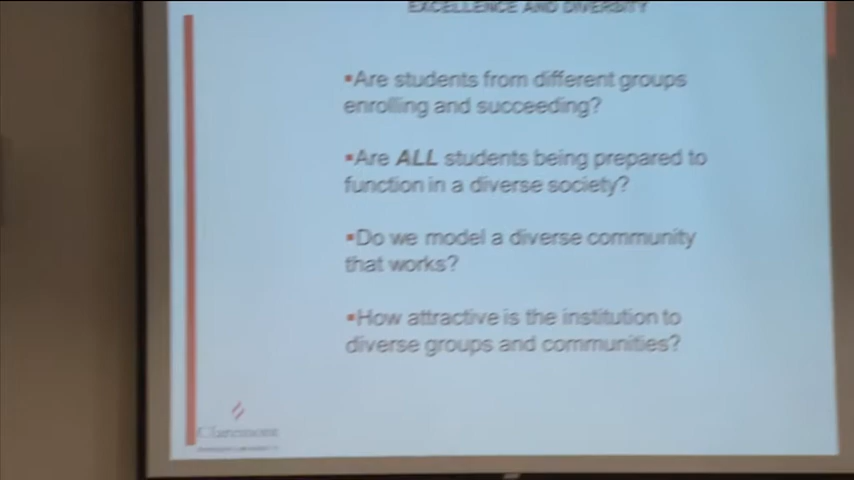 EXCELLENCE AND DIVERSITY
▪Are students from different groups
enrolling and succeeding?
▪Are ALL students being prepared to
function in a diverse society?
▪Do we model a diverse community
that works?
▪How attractive is the institution to
diverse groups and communities?
Claremont